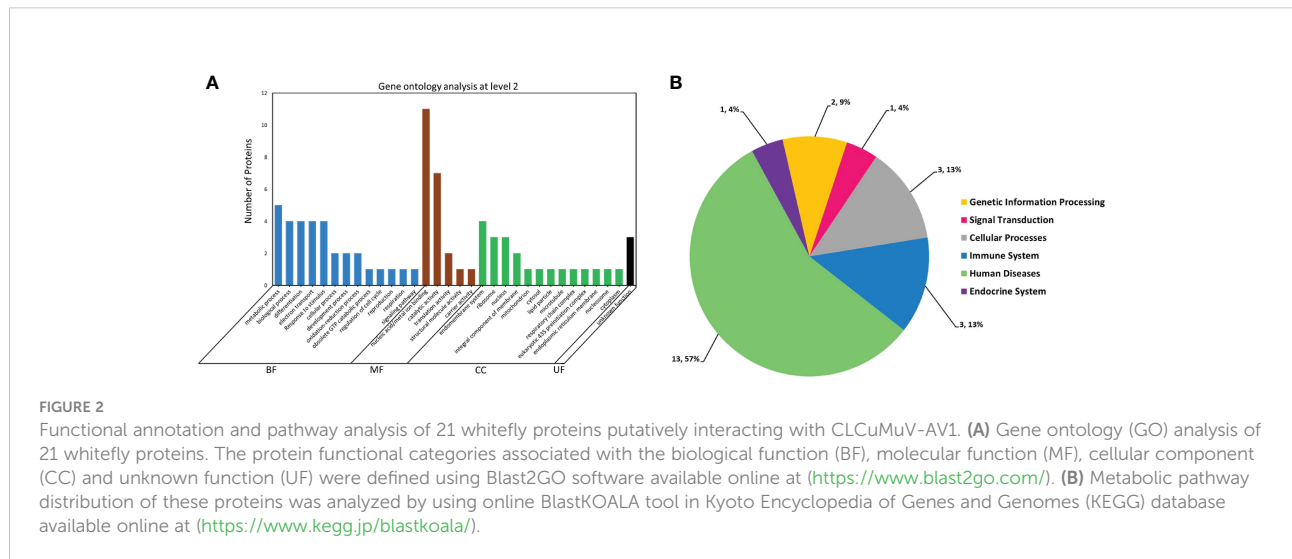 A
Gene ontology analysis at level 2
Number of Proteins
12
10
8
6
4
2
0
metabolic process
biological process
differentiation
electron transport
Response to stimulus
cellular process
development process
oxidation reduction process
obsolete GTP catabolic process
regulation of cell cycle
reproduction
respiration
signaling pathway
nucleic acid/metal ion binding
catalytic activity
translation activity
structural molecule activity
carrier activity
endomembrane system
ribosome
nucleus
integral component of membrane
mitochondrion
cytosol
lipid particle
microtubule
respiratory chain complex
eukaryotic 43S preinitiation complex
endoplasmic reticulum membrane
nucleosome
cytoplasm
unknown function
BF
MF
CC
UF
B
1, 4%
2, 9%
1, 4%
3, 13%
3, 13%
13, 57%
Genetic Information Processing
Signal Transduction
Cellular Processes
Immune System
Human Diseases
Endocrine System
FIGURE 2
Functional annotation and pathway analysis of 21 whitefly proteins putatively interacting with CLCuMuV-AV1. (A) Gene ontology (GO) analysis of
21 whitefly proteins. The protein functional categories associated with the biological function (BF), molecular function (MF), cellular component
(CC) and unknown function (UF) were defined using Blast2GO software available online at (https://www.blast2go.com/). (B) Metabolic pathway
distribution of these proteins was analyzed by using online BlastKOALA tool in Kyoto Encyclopedia of Genes and Genomes (KEGG) database
available online at (https://www.kegg.jp/blastkoala/).